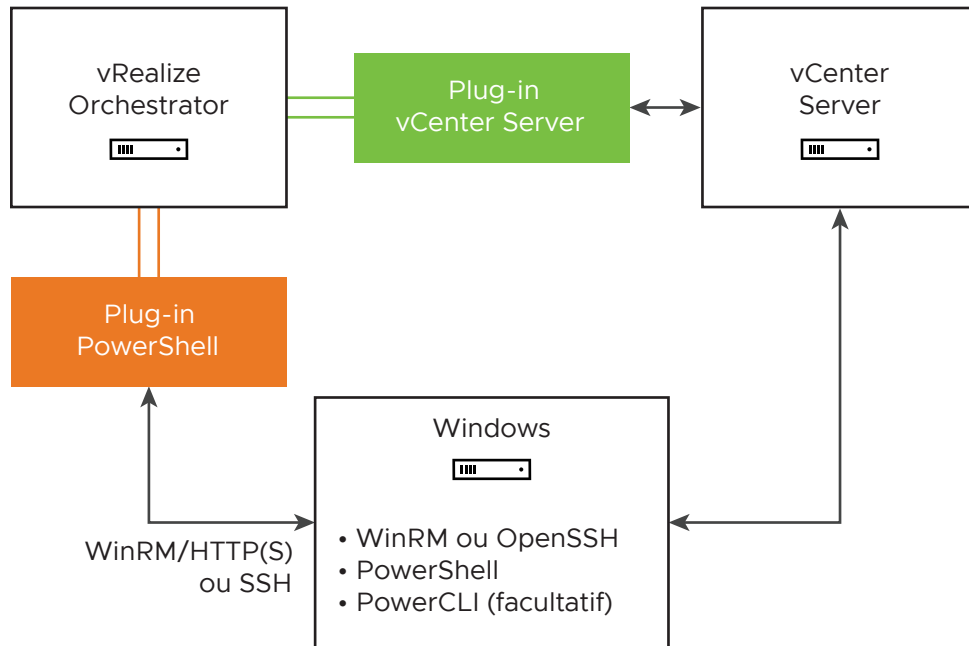 vRealize
Orchestrator
Plug-in
vCenter Server
vCenter
Server
Plug-in
PowerShell
WinRM/HTTP(S)
ou SSH
Windows
• WinRM ou OpenSSH
• PowerShell
• PowerCLI (facultatif)